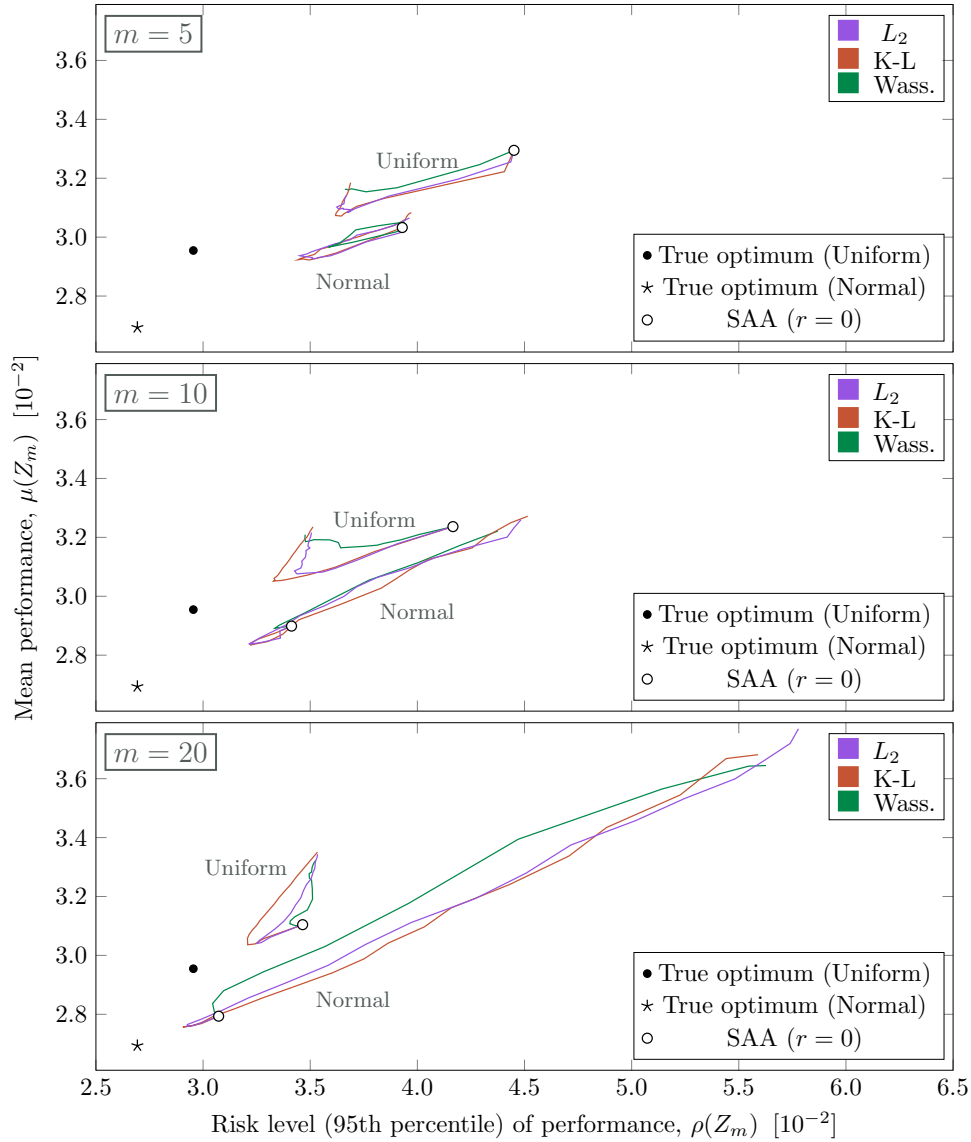 m = 5
L₂
K-L
Wass.
3.6
3.4
3.2
3.0
2.8
Uniform
Normal
True optimum (Uniform)
True optimum (Normal)
SAA (r = 0)
m = 10
L₂
K-L
Wass.
3.6
3.4
3.2
3.0
2.8
Uniform
Normal
True optimum (Uniform)
True optimum (Normal)
SAA (r = 0)
Mean performance, μ(Zₘ) [10⁻²]
m = 20
L₂
K-L
Wass.
3.6
3.4
3.2
3.0
2.8
Uniform
Normal
True optimum (Uniform)
True optimum (Normal)
SAA (r = 0)
2.5 3.0 3.5 4.0 4.5 5.0 5.5 6.0 6.5
Risk level (95th percentile) of performance, ρ(Zₘ) [10⁻²]